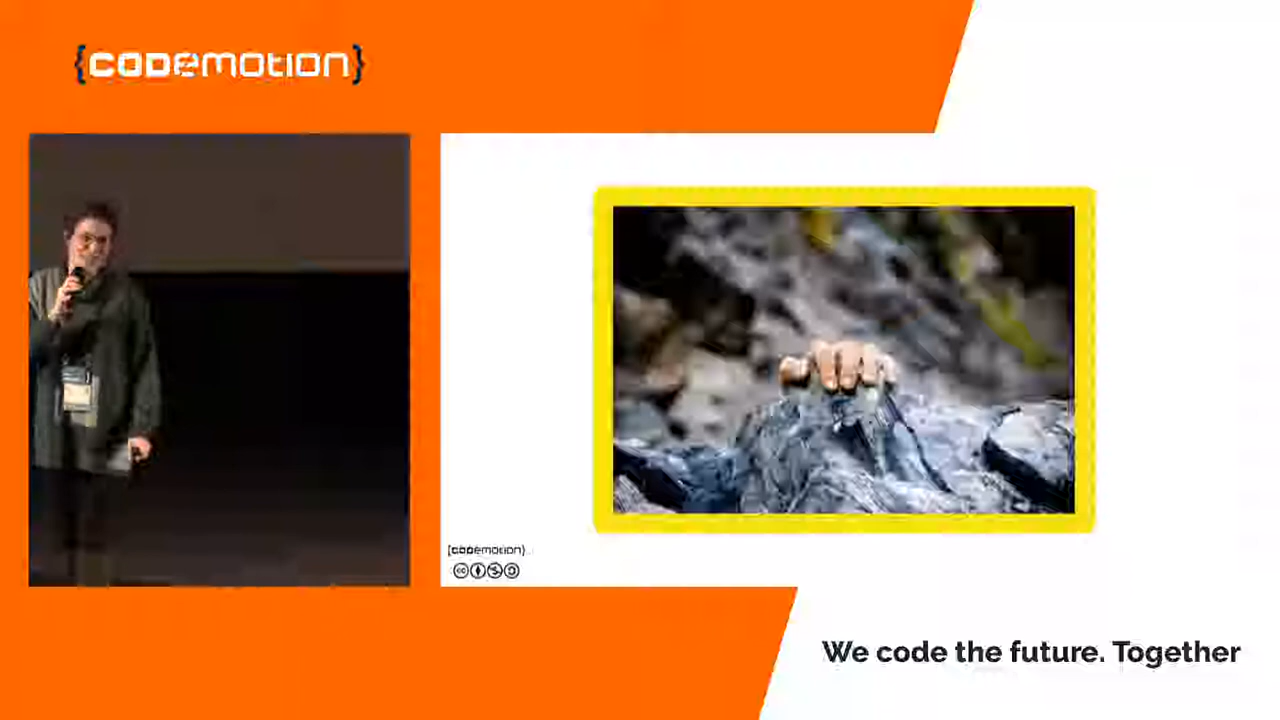 {codemotion}
{codemotion}
We code the future. Together